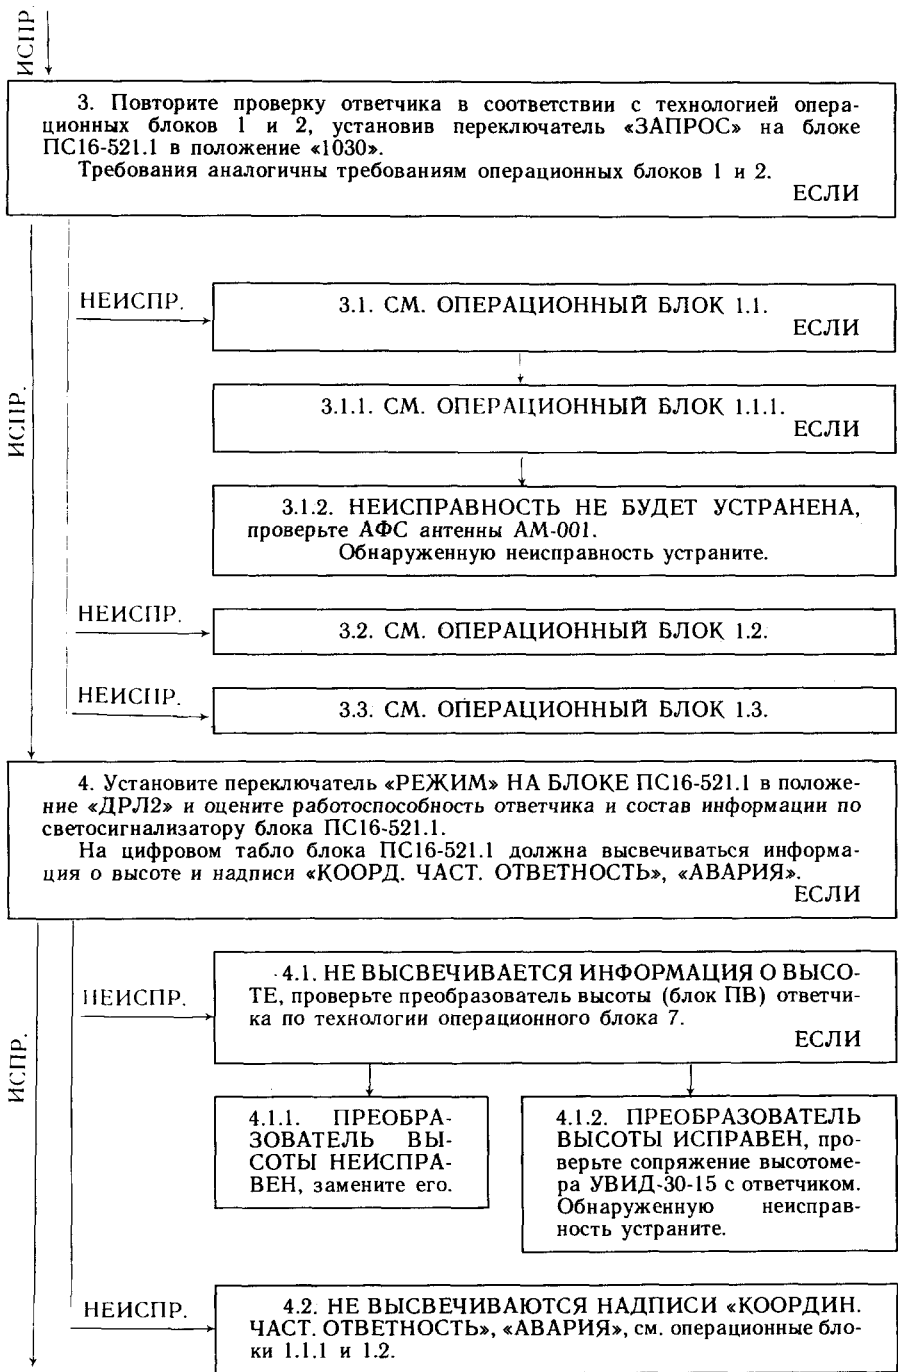 ИСПР.
3. Повторите проверку ответчика в соответствии с технологией опера-
ционных блоков 1 и 2, установив переключатель «ЗАПРОС» на блоке
ПС16-521.1 в положение «1030».
Требования аналогичны требованиям операционных блоков 1 и 2.
ЕСЛИ
НЕИСПР.
3.1. СМ. ОПЕРАЦИОННЫЙ БЛОК 1.1.
ЕСЛИ
ИСПР.
3.1.1. СМ. ОПЕРАЦИОННЫЙ БЛОК 1.1.1.
ЕСЛИ
3.1.2. НЕИСПРАВНОСТЬ НЕ БУДЕТ УСТРАНЕНА,
проверьте АФС антенны АМ-001.
Обнаруженную неисправность устраните.
НЕИСПР.
3.2. СМ. ОПЕРАЦИОННЫЙ БЛОК 1.2.
НЕИСПР.
3.3. СМ. ОПЕРАЦИОННЫЙ БЛОК 1.3.
4. Установите переключатель «РЕЖИМ» НА БЛОКЕ ПС16-521.1 в положе-
ние «ДРЛ2» и оцените работоспособность ответчика и состав информации по
светосигнализатору блока ПС16-521.1.
На цифровом табло блока ПС16-521.1 должна высвечиваться информа-
ция о высоте и надписи «КООРД. ЧАСТ. ОТВЕТНОСТЬ», «АВАРИЯ».
ЕСЛИ
НЕИСПР.
4.1. НЕ ВЫСВЕЧИВАЕТСЯ ИНФОРМАЦИЯ О ВЫСО-
ТЕ, проверьте преобразователь высоты (блок ПВ) ответчи-
ка по технологии операционного блока 7.
ЕСЛИ
ИСПР.
4.1.1. ПРЕОБРА-
ЗОВАТЕЛЬ ВЫ-
СОТЫ НЕИСПРА-
ВЕН, замените его.
4.1.2. ПРЕОБРАЗОВАТЕЛЬ
ВЫСОТЫ ИСПРАВЕН, про-
верьте сопряжение высотоме-
ра УВИД-30-15 с ответчиком.
Обнаруженную неисправ-
ность устраните.
НЕИСПР.
4.2. НЕ ВЫСВЕЧИВАЮТСЯ НАДПИСИ «КООРДИН.
ЧАСТ. ОТВЕТНОСТЬ», «АВАРИЯ», см. операционные бло-
ки 1.1.1 и 1.2.